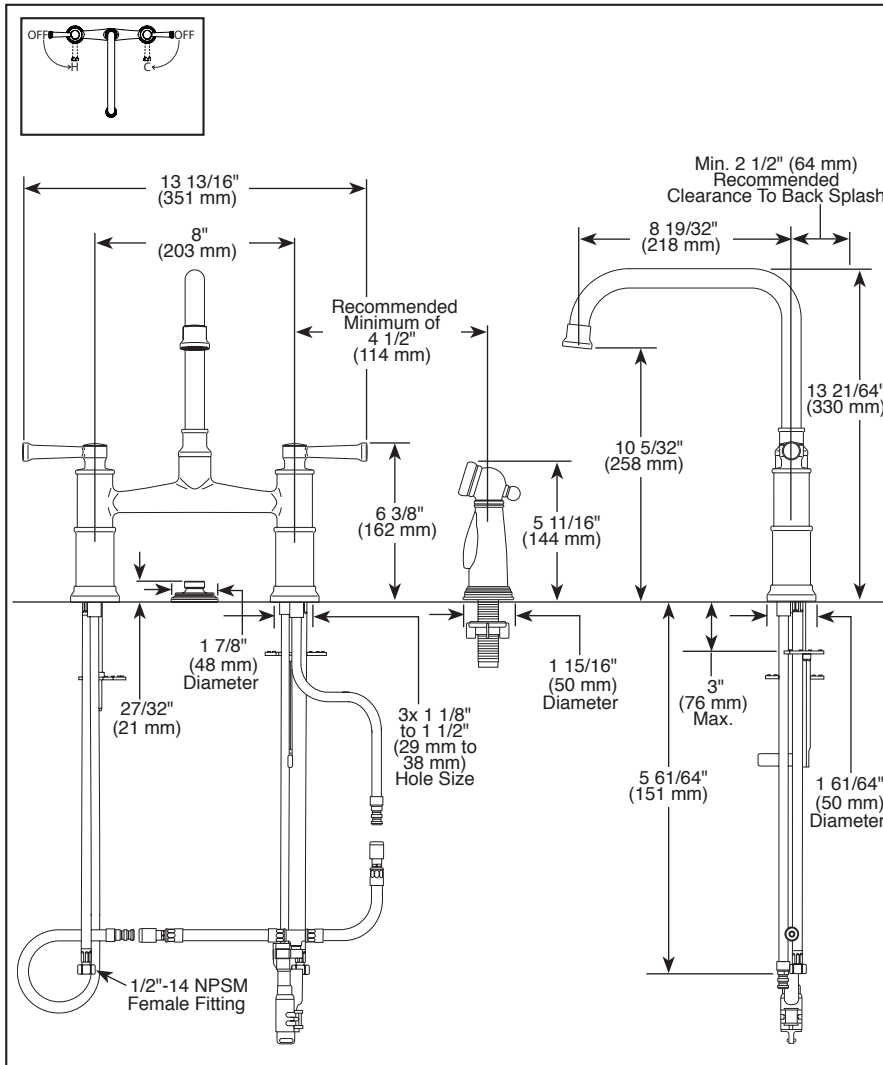 OFF
OFF
H
C
13 13/16"
(351 mm)
8"
(203 mm)
Recommended
Minimum of
4 1/2"
(114 mm)
6 3/8"
(162 mm)
5 11/16"
(144 mm)
1 7/8"
(48 mm)
Diameter
27/32"
(21 mm)
3x 1 1/8"
to 1 1/2"
(29 mm to
38 mm)
Hole Size
1 15/16"
(50 mm)
Diameter
1/2"-14 NPSM
Female Fitting
Min. 2 1/2" (64 mm)
Recommended
Clearance To Back Splash
8 19/32"
(218 mm)
13 21/64"
(330 mm)
10 5/32"
(258 mm)
3"
(76 mm)
Max.
5 61/64"
(151 mm)
1 61/64"
(50 mm)
Diameter